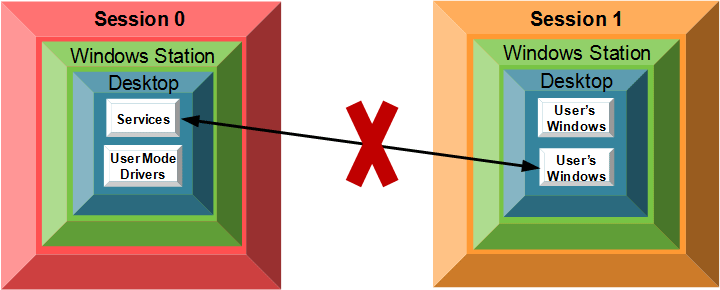 Session 0
Windows Station
Desktop
Services
User Mode
Drivers
Session 1
Windows Station
Desktop
User's
Windows
User's
Windows